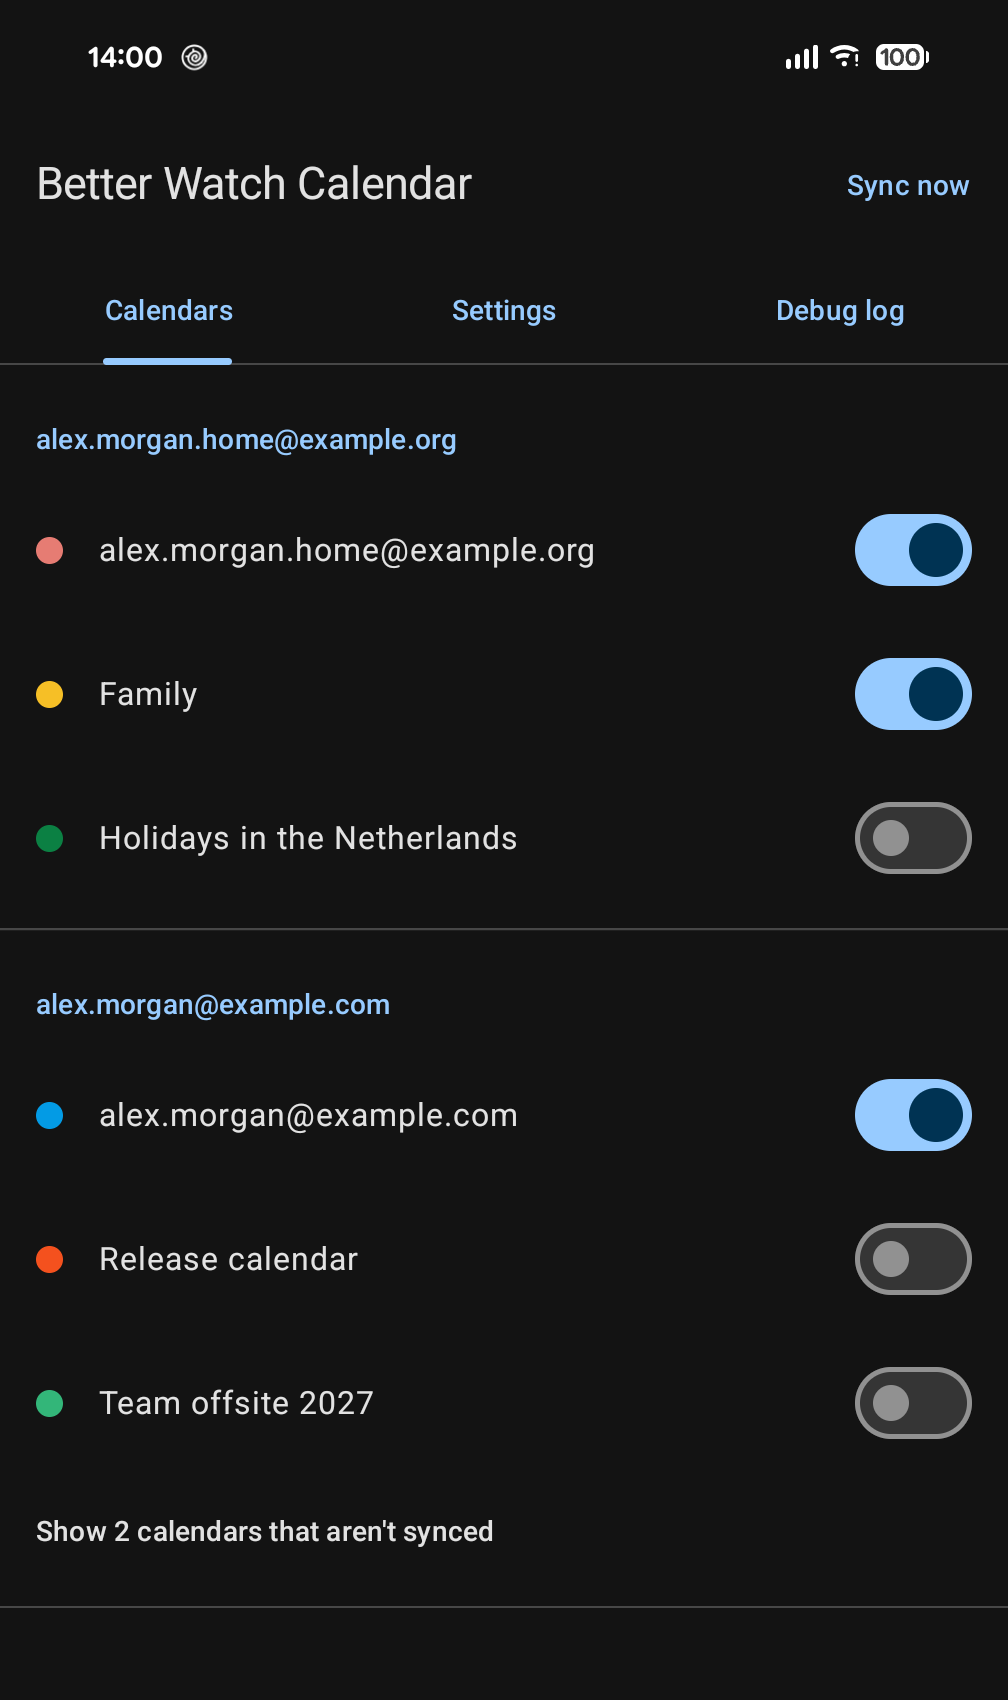 14:00
100
Better Watch Calendar
Sync now
Calendars
Settings
Debug log
alex.morgan.home@example.org
alex.morgan.home@example.org
Family
Holidays in the Netherlands
alex.morgan@example.com
alex.morgan@example.com
Release calendar
Team offsite 2027
Show 2 calendars that aren't synced